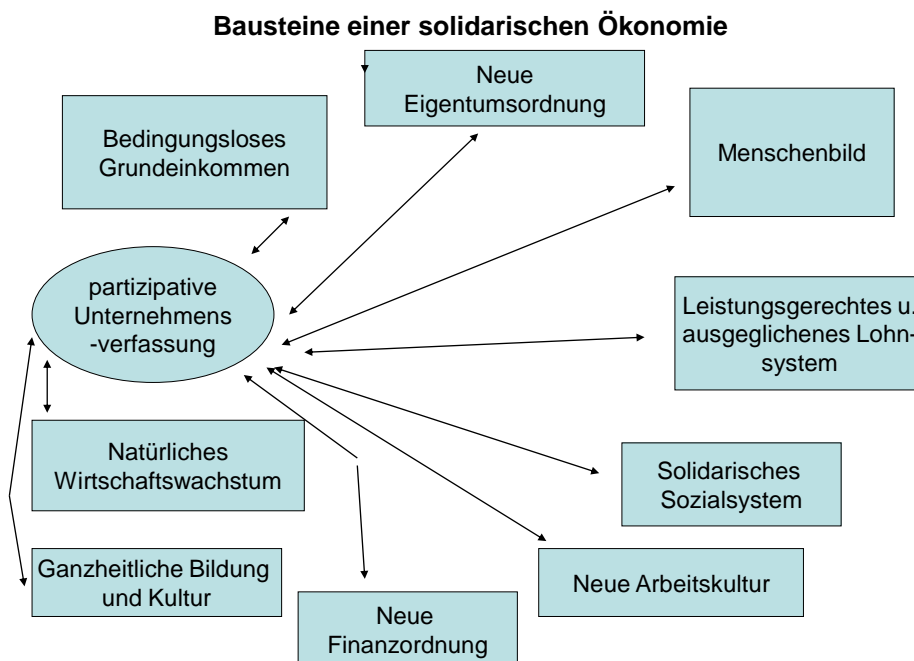 Bausteine einer solidarischen Ökonomie
Neue
Eigentumsordnung
Bedingungsloses
Grundeinkommen
Menschenbild
partizipative
Unternehmens
-verfassung
Leistungsgerechtes u.
ausgeglichenes Lohn-
system
Natürliches
Wirtschaftswachstum
Solidarisches
Sozialsystem
Ganzheitliche Bildung
und Kultur
Neue Arbeitskultur
Neue
Finanzordnung